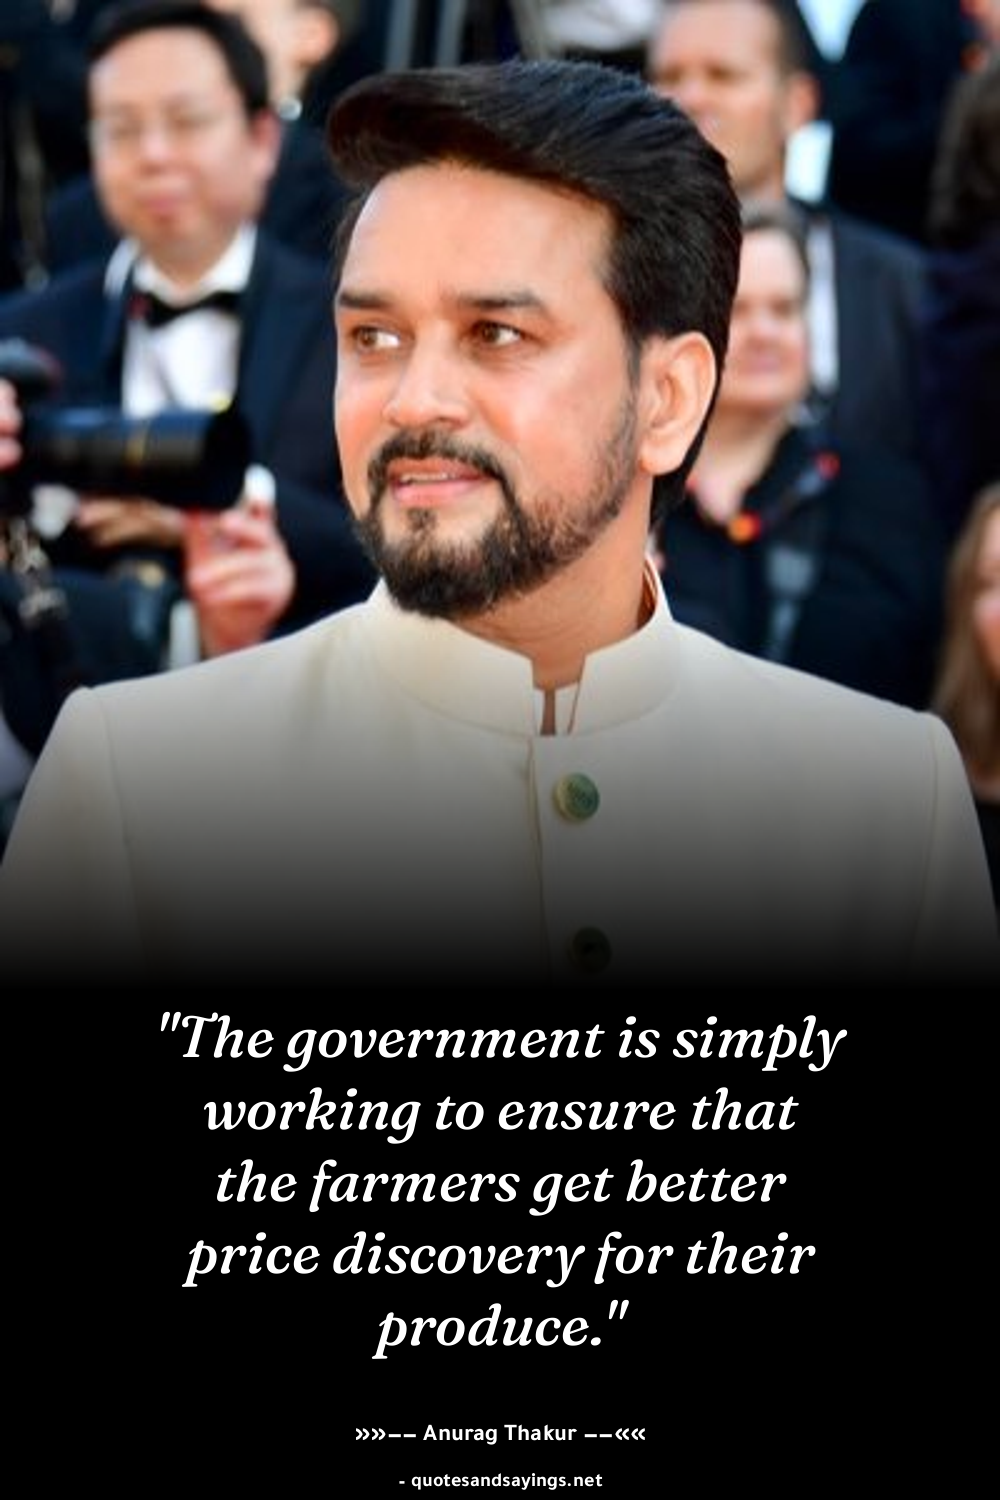 "The government is simply
working to ensure that
the farmers get better
price discovery for their
produce."
»»–– Anurag Thakur ––««
- quotesandsayings.net